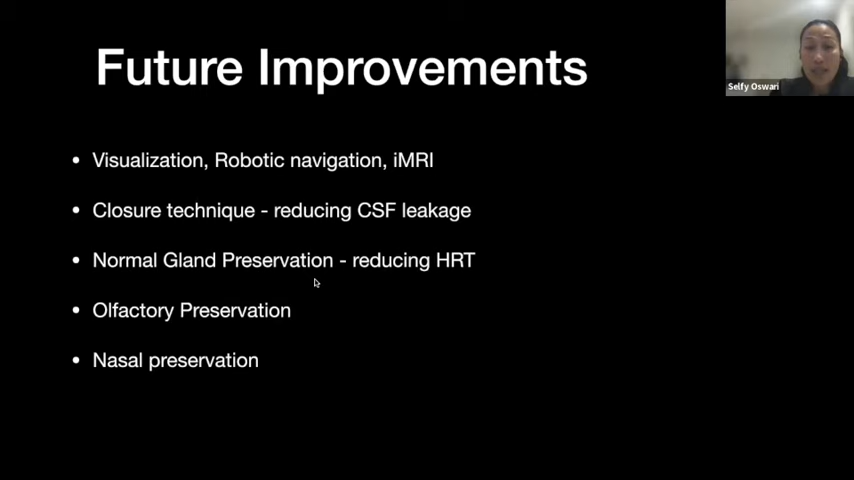 Future Improvements
Selfy Oswari
• Visualization, Robotic navigation, iMRI
• Closure technique - reducing CSF leakage
• Normal Gland Preservation - reducing HRT
• Olfactory Preservation
• Nasal preservation